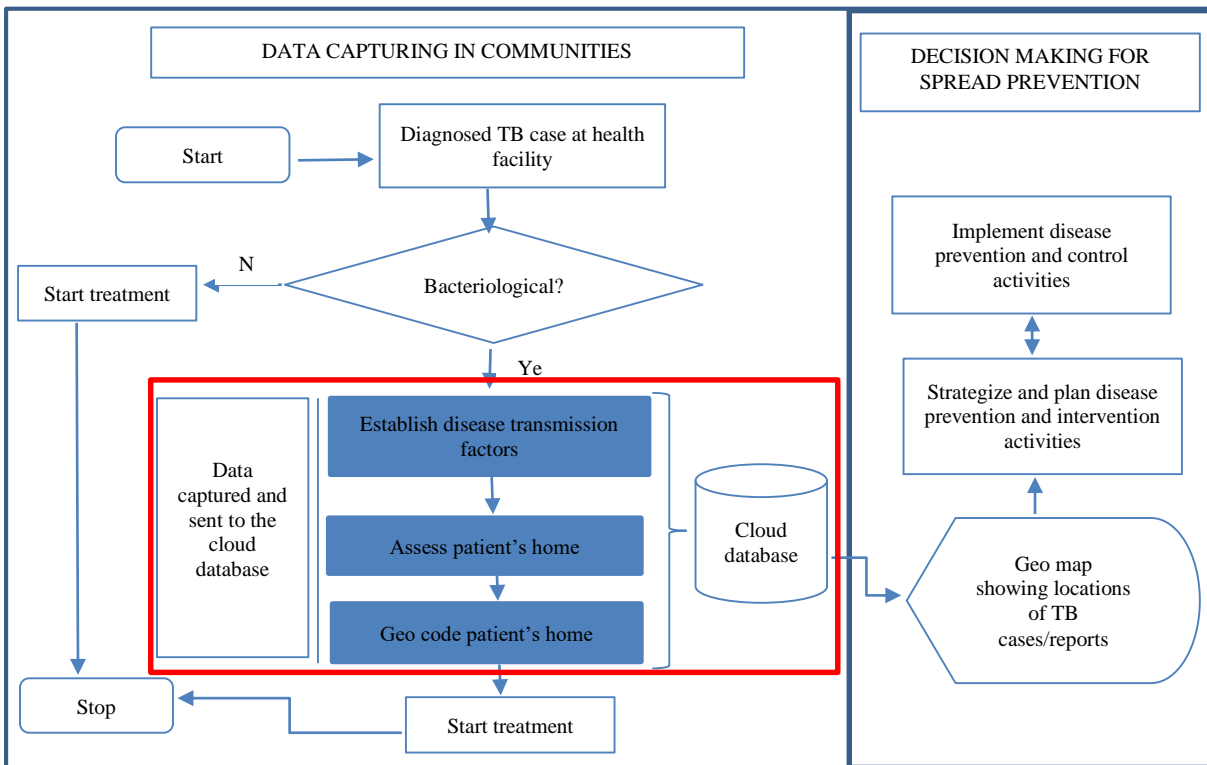 DATA CAPTURING IN COMMUNITIES
DECISION MAKING FOR
SPREAD PREVENTION
Start
Diagnosed TB case at health
facility
N
Start treatment
Bacteriological?
Ye
Data
captured and
sent to the
cloud
database
Establish disease transmission
factors
Assess patient’s home
Geo code patient’s home
Cloud
database
Stop
Start treatment
Implement disease
prevention and control
activities
Strategize and plan disease
prevention and intervention
activities
Geo map
showing locations
of TB
cases/reports